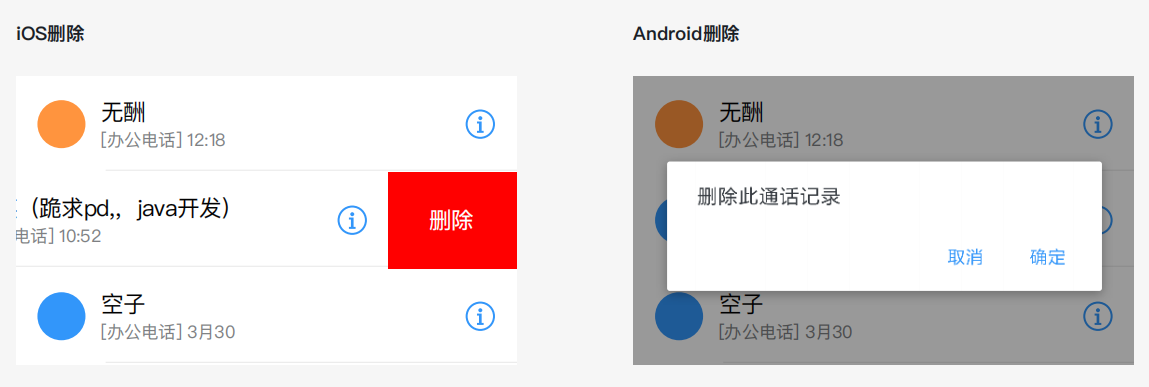 iOS删除
无酬
[办公电话] 12:18
（跪求pd,，java开发）
电话] 10:52
删除
空子
[办公电话] 3月30
Android删除
无酬
[办公电话] 12:18
删除此通话记录
取消
确定
空子
[办公电话] 3月30